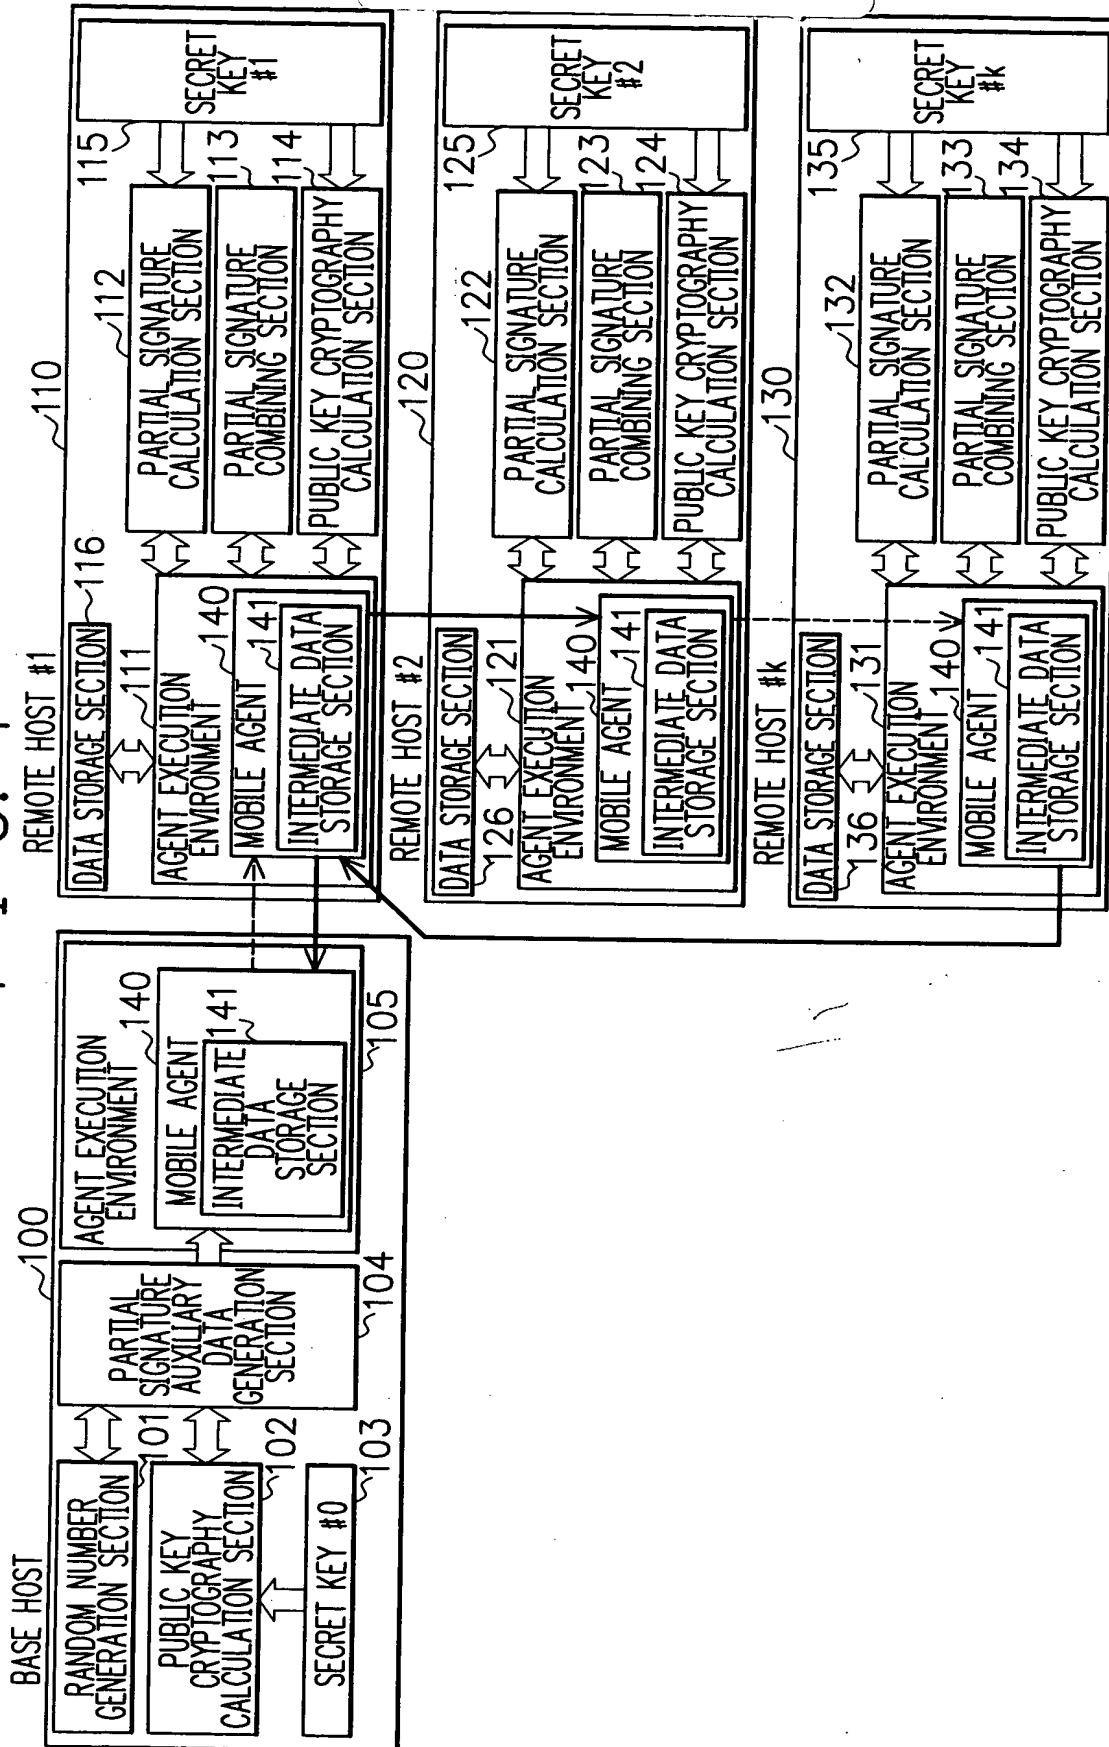 BASE HOST
100
RANDOM NUMBER
GENERATION SECTION
101
PUBLIC KEY
CRYPTOGRAPHY
CALCULATION SECTION
102
SECRET KEY #0
103
PARTIAL
SIGNATURE
AUXILIARY
DATA
GENERATION
SECTION
104
AGENT EXECUTION
ENVIRONMENT
140
MOBILE AGENT
141
INTERMEDIATE
DATA
STORAGE
SECTION
105
REMOTE HOST #1
110
DATA STORAGE SECTION
116
111
AGENT EXECUTION
ENVIRONMENT
140
MOBILE AGENT
141
INTERMEDIATE DATA
STORAGE SECTION
112
PARTIAL SIGNATURE
CALCULATION SECTION
113
PARTIAL SIGNATURE
COMBINING SECTION
114
PUBLIC KEY CRYPTOGRAPHY
CALCULATION SECTION
115
SECRET
KEY
#1
REMOTE HOST #2
120
DATA STORAGE SECTION
126
121
AGENT EXECUTION
ENVIRONMENT
140
MOBILE AGENT
141
INTERMEDIATE DATA
STORAGE SECTION
122
PARTIAL SIGNATURE
CALCULATION SECTION
123
PARTIAL SIGNATURE
COMBINING SECTION
124
PUBLIC KEY CRYPTOGRAPHY
CALCULATION SECTION
125
SECRET
KEY
#2
REMOTE HOST #k
130
DATA STORAGE SECTION
136
131
AGENT EXECUTION
ENVIRONMENT
140
MOBILE AGENT
141
INTERMEDIATE DATA
STORAGE SECTION
132
PARTIAL SIGNATURE
CALCULATION SECTION
133
PARTIAL SIGNATURE
COMBINING SECTION
134
PUBLIC KEY CRYPTOGRAPHY
CALCULATION SECTION
135
SECRET
KEY
#k